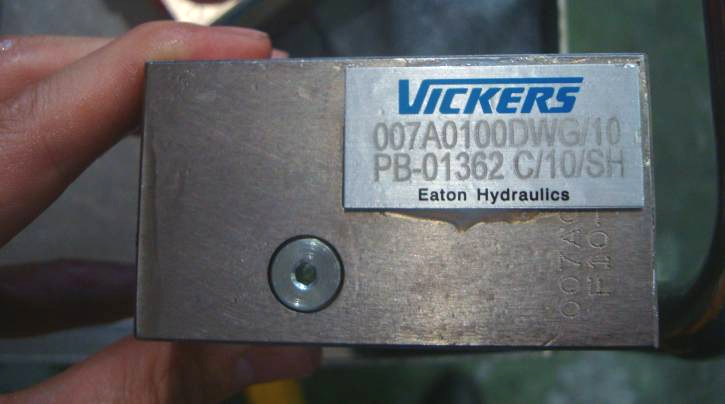 VICKERS
007A0100DWG/10
PB-01362 C/10/SH
Eaton Hydraulics